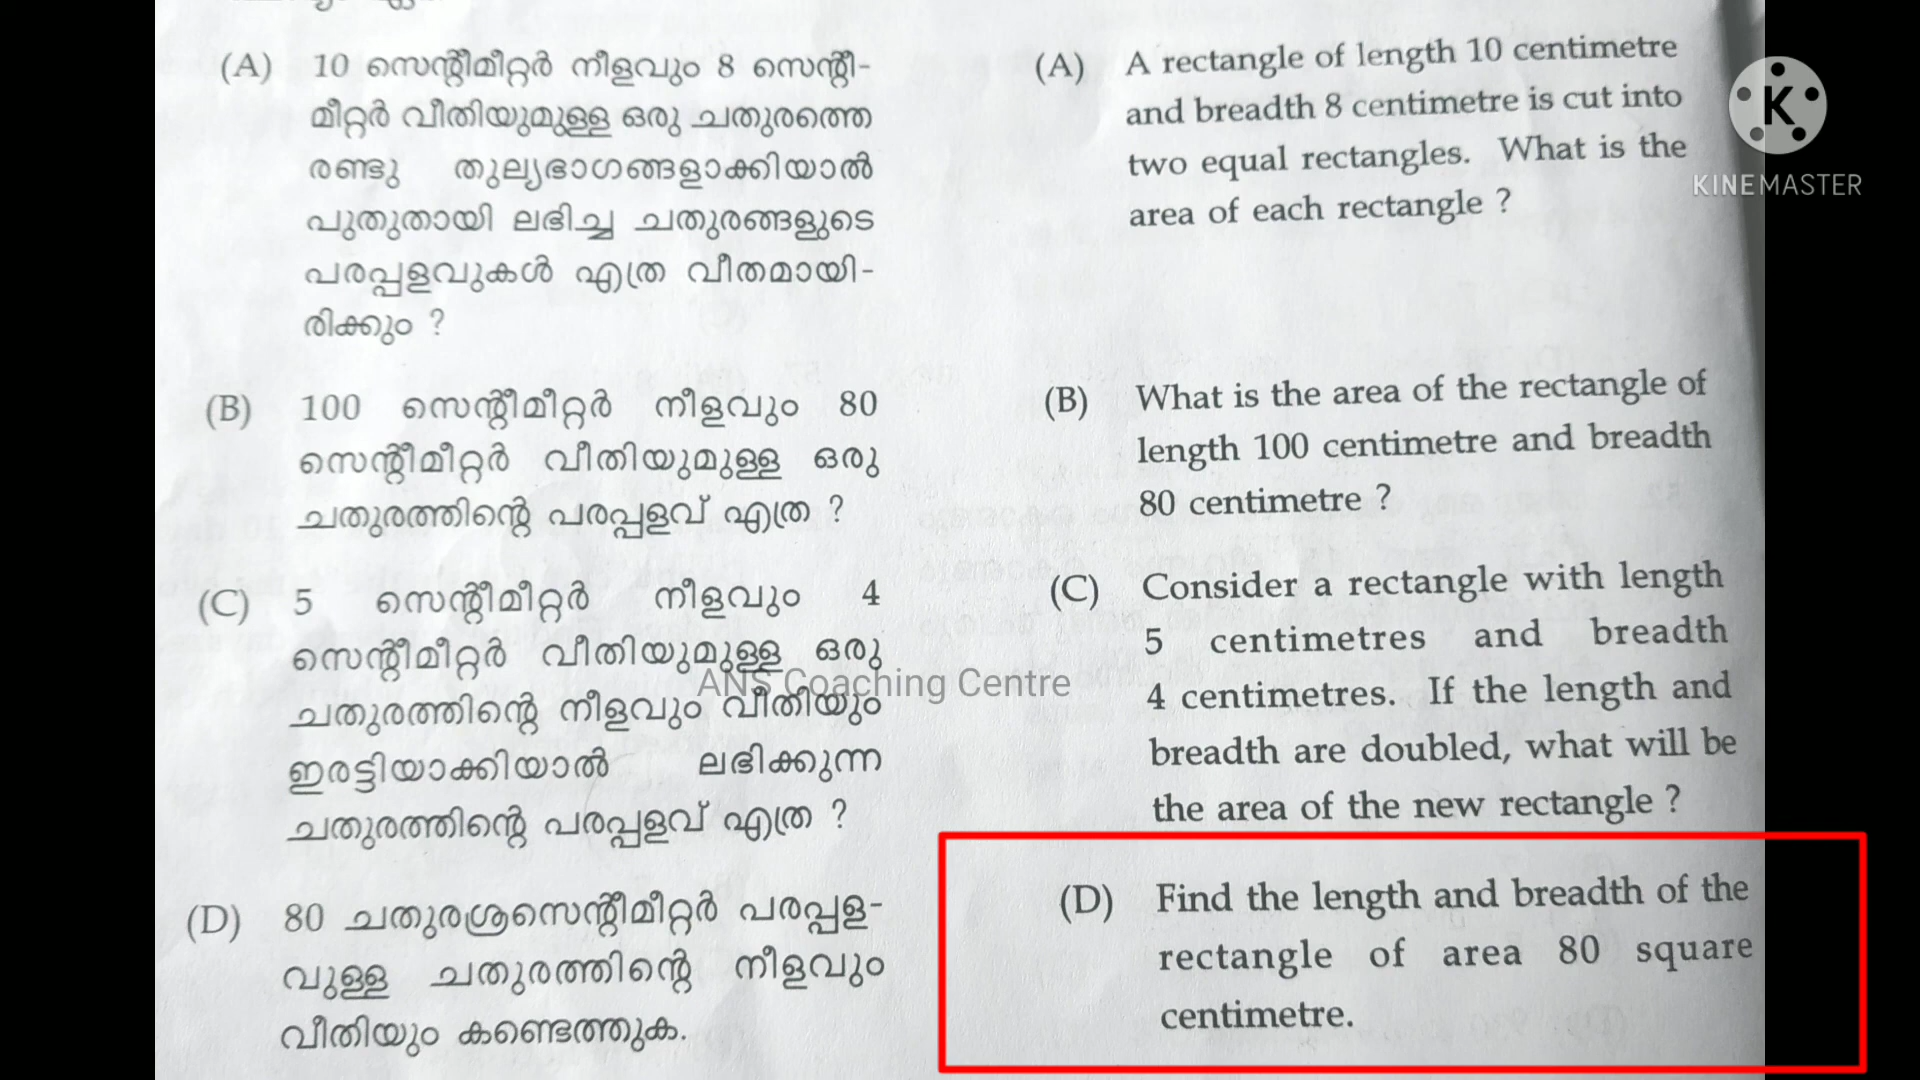 (A) 10 സെന്റീമീറ്റർ നീളവും 8 സെന്റീ-
മീറ്റർ വീതിയുമുള്ള ഒരു ചതുരത്തെ
രണ്ടു തുല്യഭാഗങ്ങളാക്കിയാൽ
പുതുതായി ലഭിച്ച ചതുരങ്ങളുടെ
പരപ്പളവുകൾ എത്ര വീതമായി-
രിക്കും ?
(B) 100 സെന്റീമീറ്റർ നീളവും 80
സെന്റീമീറ്റർ വീതിയുമുള്ള ഒരു
ചതുരത്തിന്റെ പരപ്പളവ് എത്ര ?
(C) 5 സെന്റീമീറ്റർ നീളവും 4
സെന്റീമീറ്റർ വീതിയുമുള്ള ഒരു
ചതുരത്തിന്റെ നീളവും വീതിയും
ഇരട്ടിയാക്കിയാൽ ലഭിക്കുന്ന
ചതുരത്തിന്റെ പരപ്പളവ് എത്ര ?
(D) 80 ചതുരശ്രസെന്റീമീറ്റർ പരപ്പള-
വുള്ള ചതുരത്തിന്റെ നീളവും
വീതിയും കണ്ടെത്തുക.
(A) A rectangle of length 10 centimetre
and breadth 8 centimetre is cut into
two equal rectangles. What is the
area of each rectangle ?
(B) What is the area of the rectangle of
length 100 centimetre and breadth
80 centimetre ?
(C) Consider a rectangle with length
5 centimetres and breadth
4 centimetres. If the length and
breadth are doubled, what will be
the area of the new rectangle ?
(D) Find the length and breadth of the
rectangle of area 80 square
centimetre.
ANS Coaching Centre
K
KINEMASTER